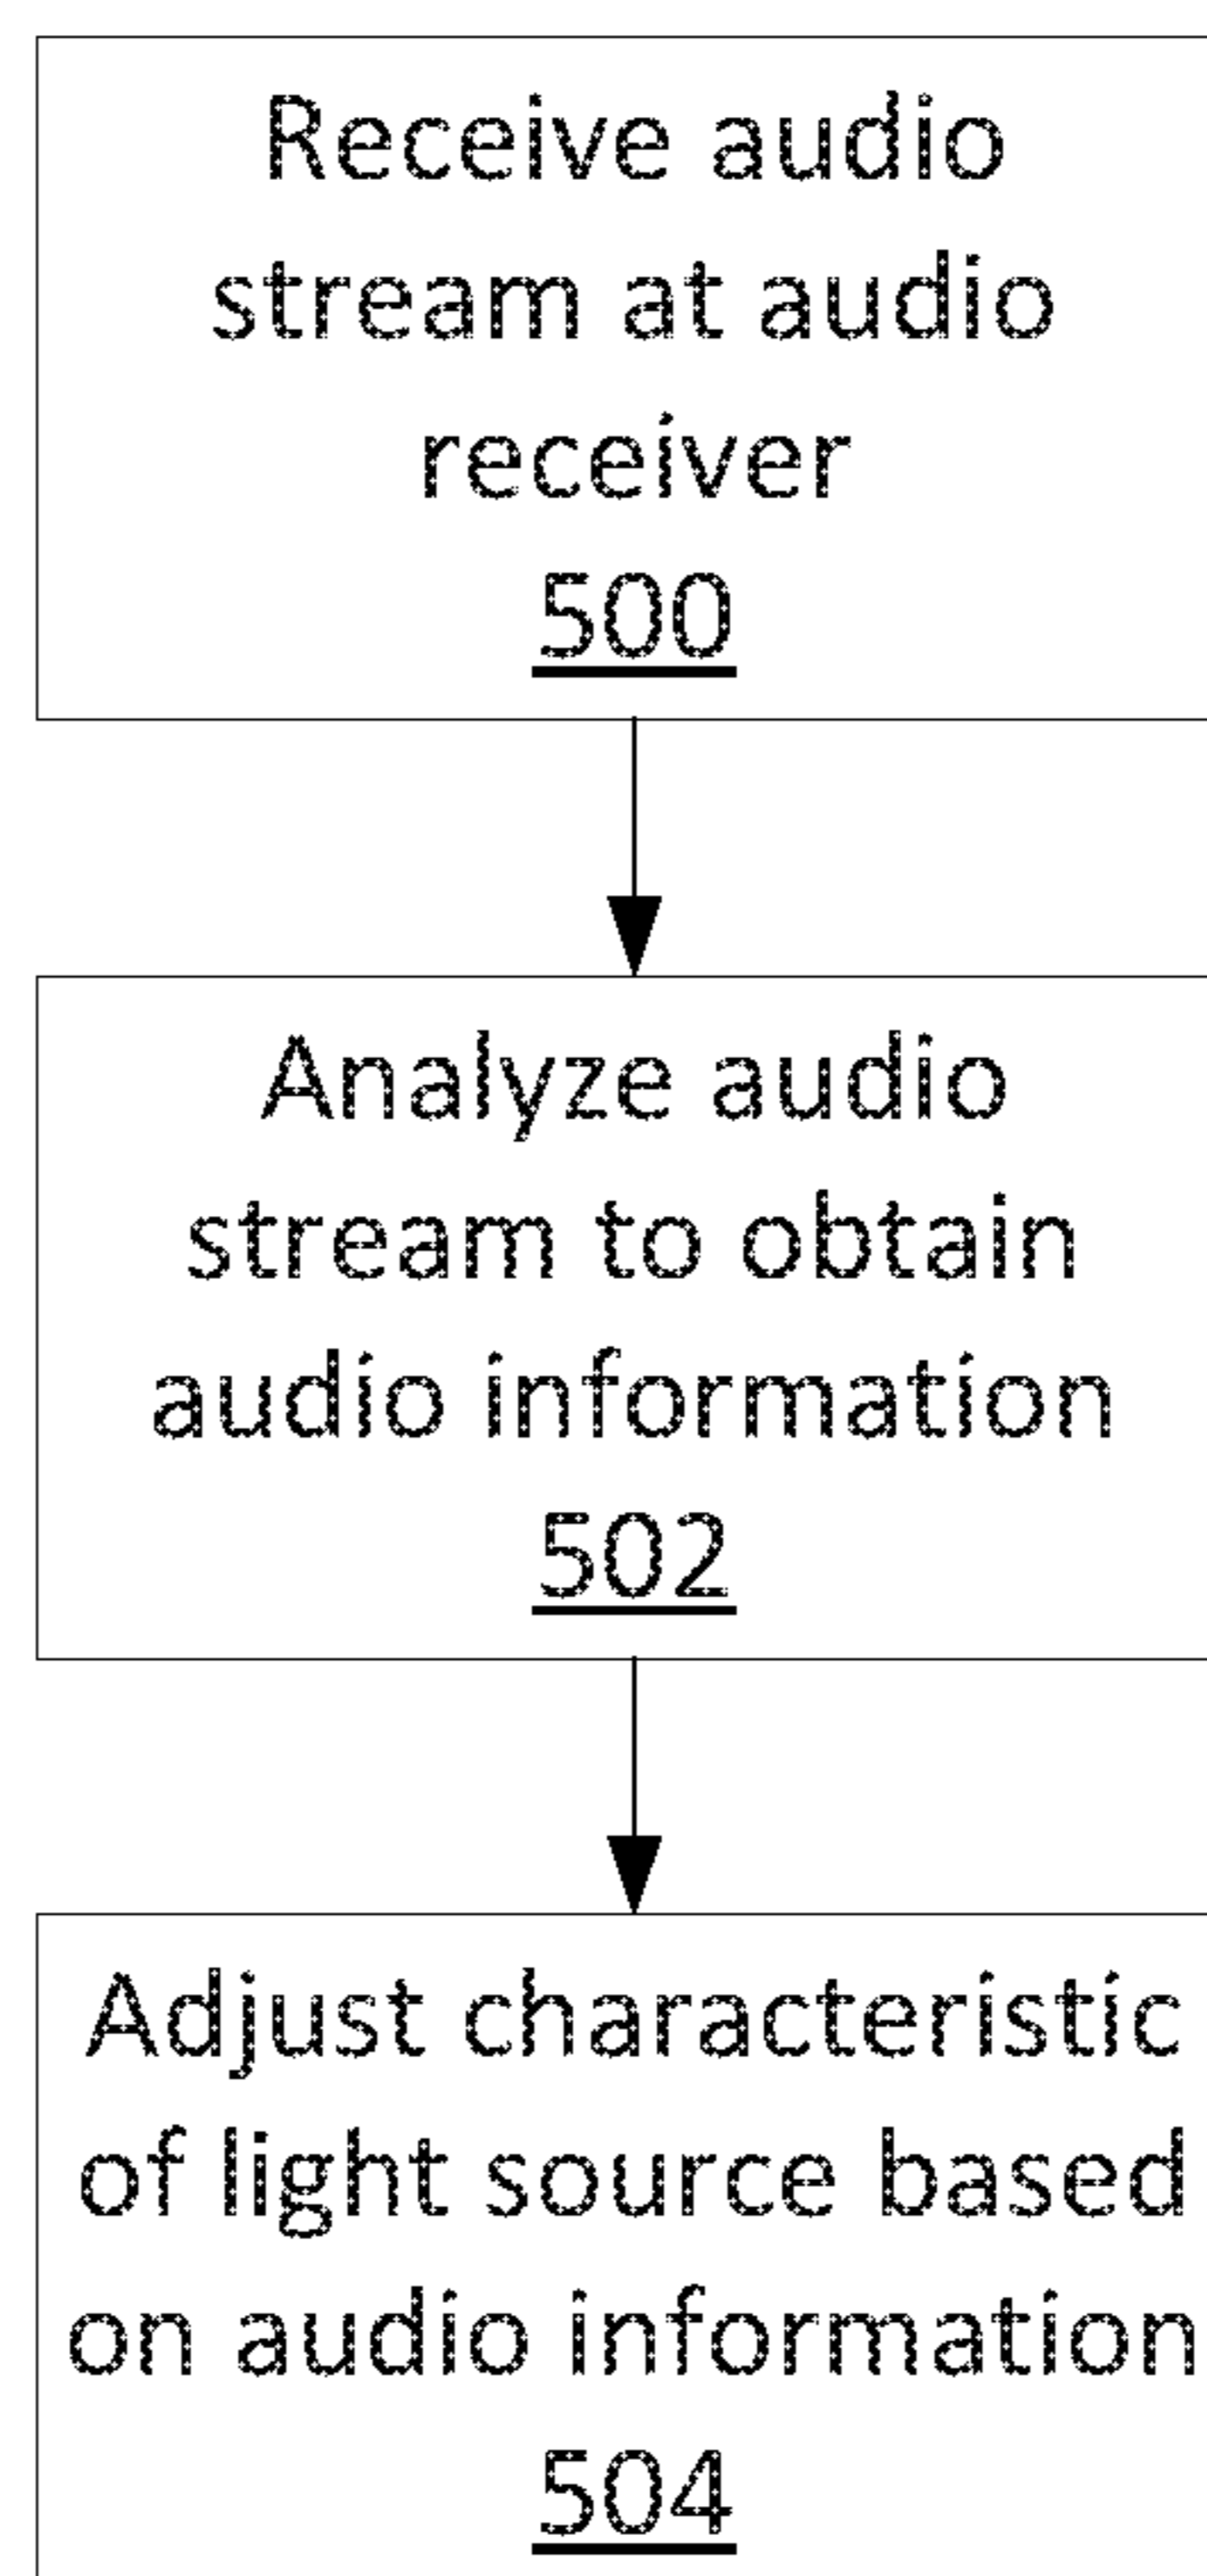 Receive audio
stream at audio
receiver
500
Analyze audio
stream to obtain
audio information
502
Adjust characteristic
of light source based
on audio information
504